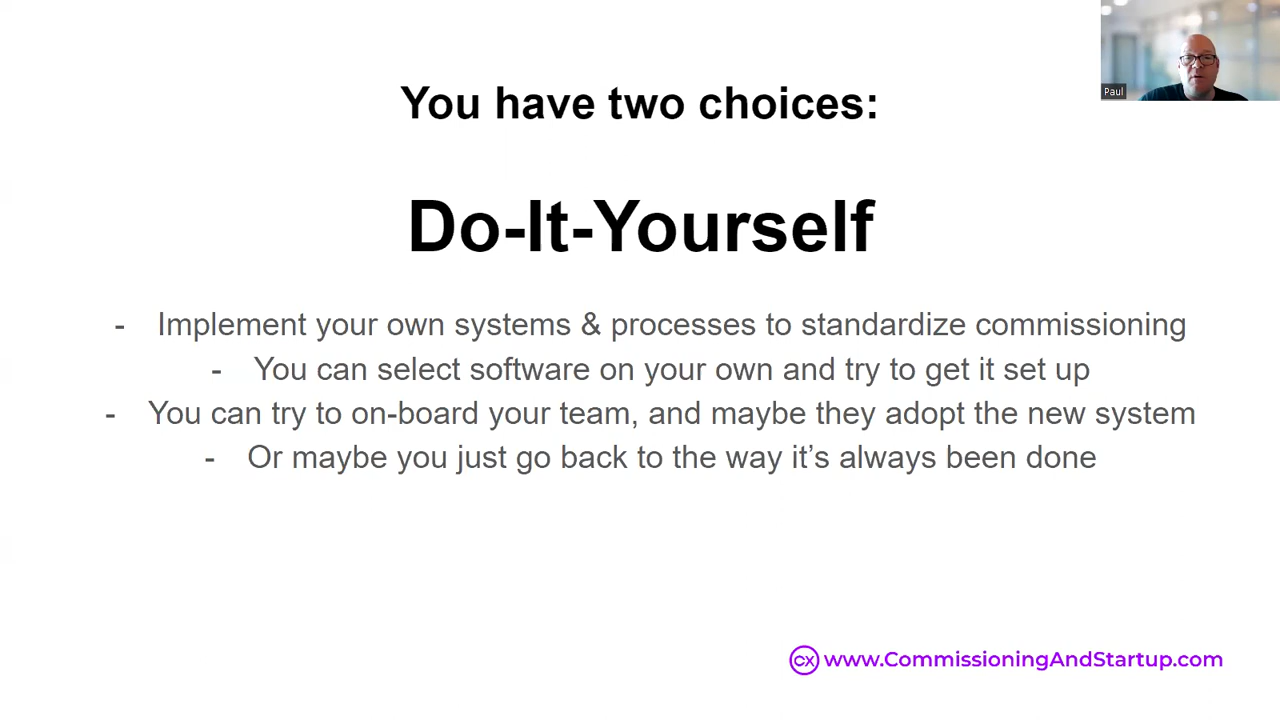 You have two choices:
Paul
Do-It-Yourself
- Implement your own systems & processes to standardize commissioning
- You can select software on your own and try to get it set up
- You can try to on-board your team, and maybe they adopt the new system
- Or maybe you just go back to the way it’s always been done
CX www.CommissioningAndStartup.com